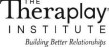 THE
Theraplay
INSTITUTE
Building Better Relationships